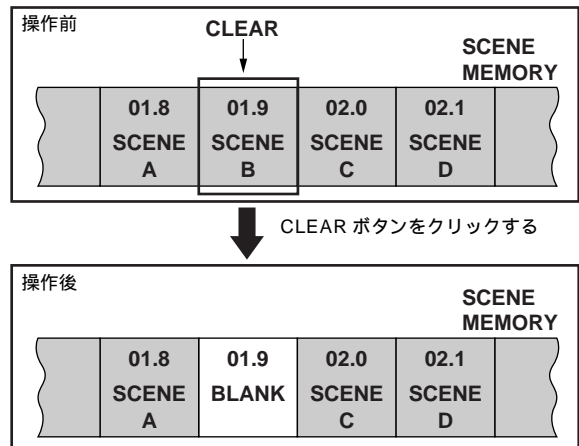 操作前
CLEAR
SCENE
MEMORY
01.8 01.9 02.0 02.1
SCENE SCENE SCENE SCENE
A B C D
CLEAR ボタンをクリックする
操作後
SCENE
MEMORY
01.8 01.9 02.0 02.1
SCENE BLANK SCENE SCENE
A C D